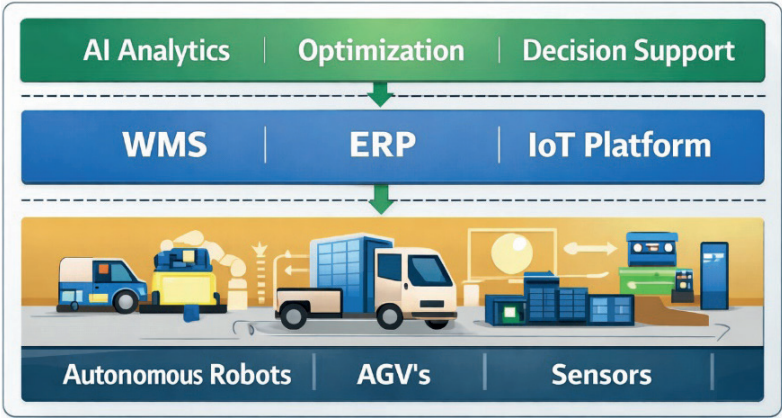 AI Analytics | Optimization | Decision Support
WMS | ERP | IoT Platform
Autonomous Robots | AGV's | Sensors |